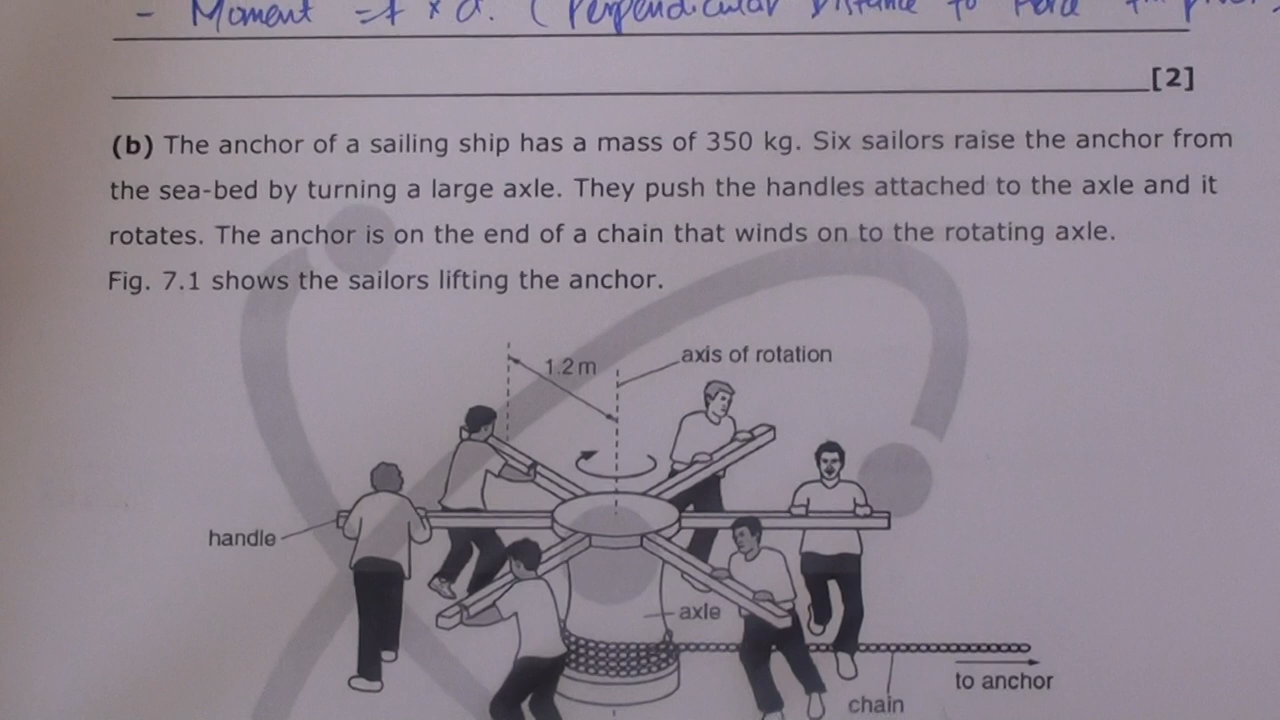 - Moment = F × d. (Perpendicular Distance to
[2]
(b) The anchor of a sailing ship has a mass of 350 kg. Six sailors raise the anchor from
the sea-bed by turning a large axle. They push the handles attached to the axle and it
rotates. The anchor is on the end of a chain that winds on to the rotating axle.
Fig. 7.1 shows the sailors lifting the anchor.
1.2 m
axis of rotation
handle
axle
to anchor
chain